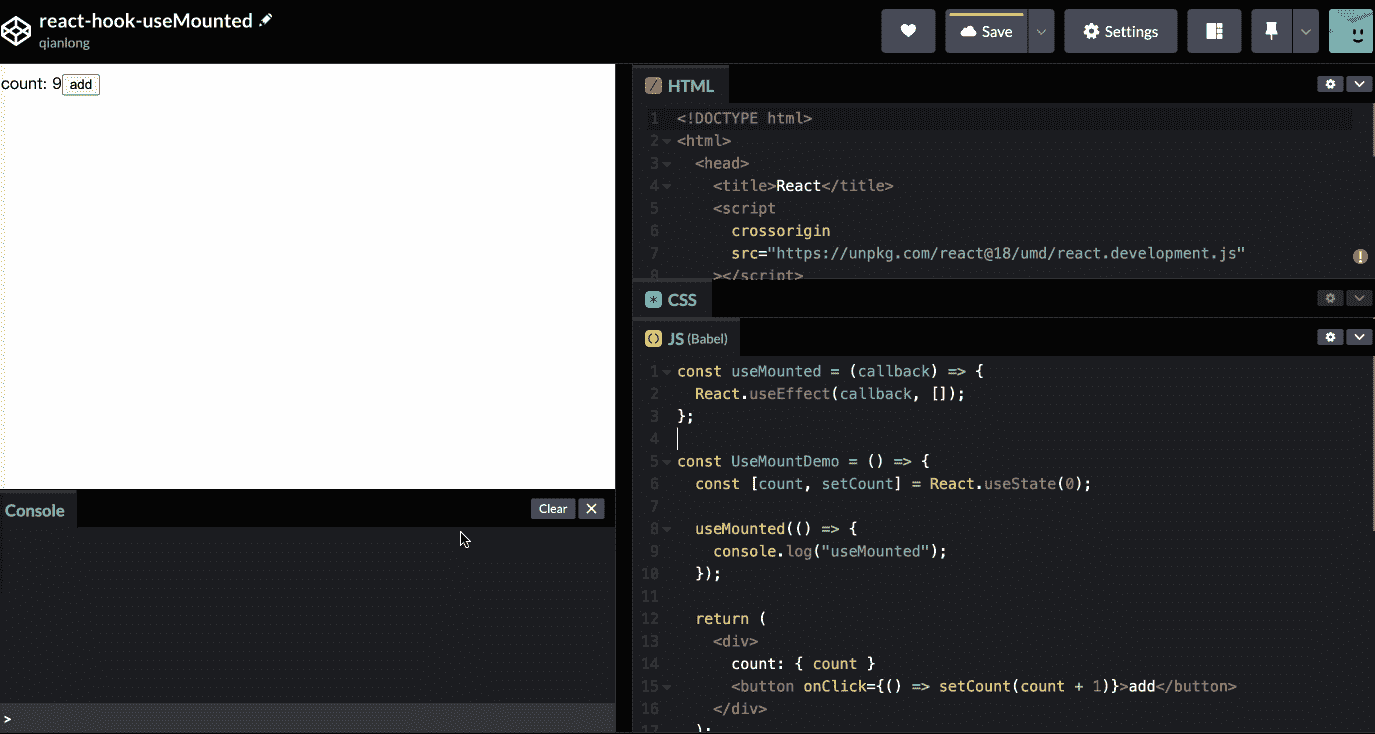 react-hook-useMounted
qianlong
Save
Settings
count: 9 add
Console
Clear
>
HTML
1 <!DOCTYPE html>
2 <html>
3 <head>
4 <title>React</title>
5 <script
6 crossorigin
7 src="https://unpkg.com/react@18/umd/react.development.js"
8 ></script>
CSS
JS (Babel)
1 const useMounted = (callback) => {
2 React.useEffect(callback, []);
3 };
4
5 const UseMountDemo = () => {
6 const [count, setCount] = React.useState(0);
7
8 useMounted(() => {
9 console.log("useMounted");
10 });
11
12 return (
13 <div>
14 count: { count }
15 <button onClick={() => setCount(count + 1)}>add</button>
16 </div>
17 );